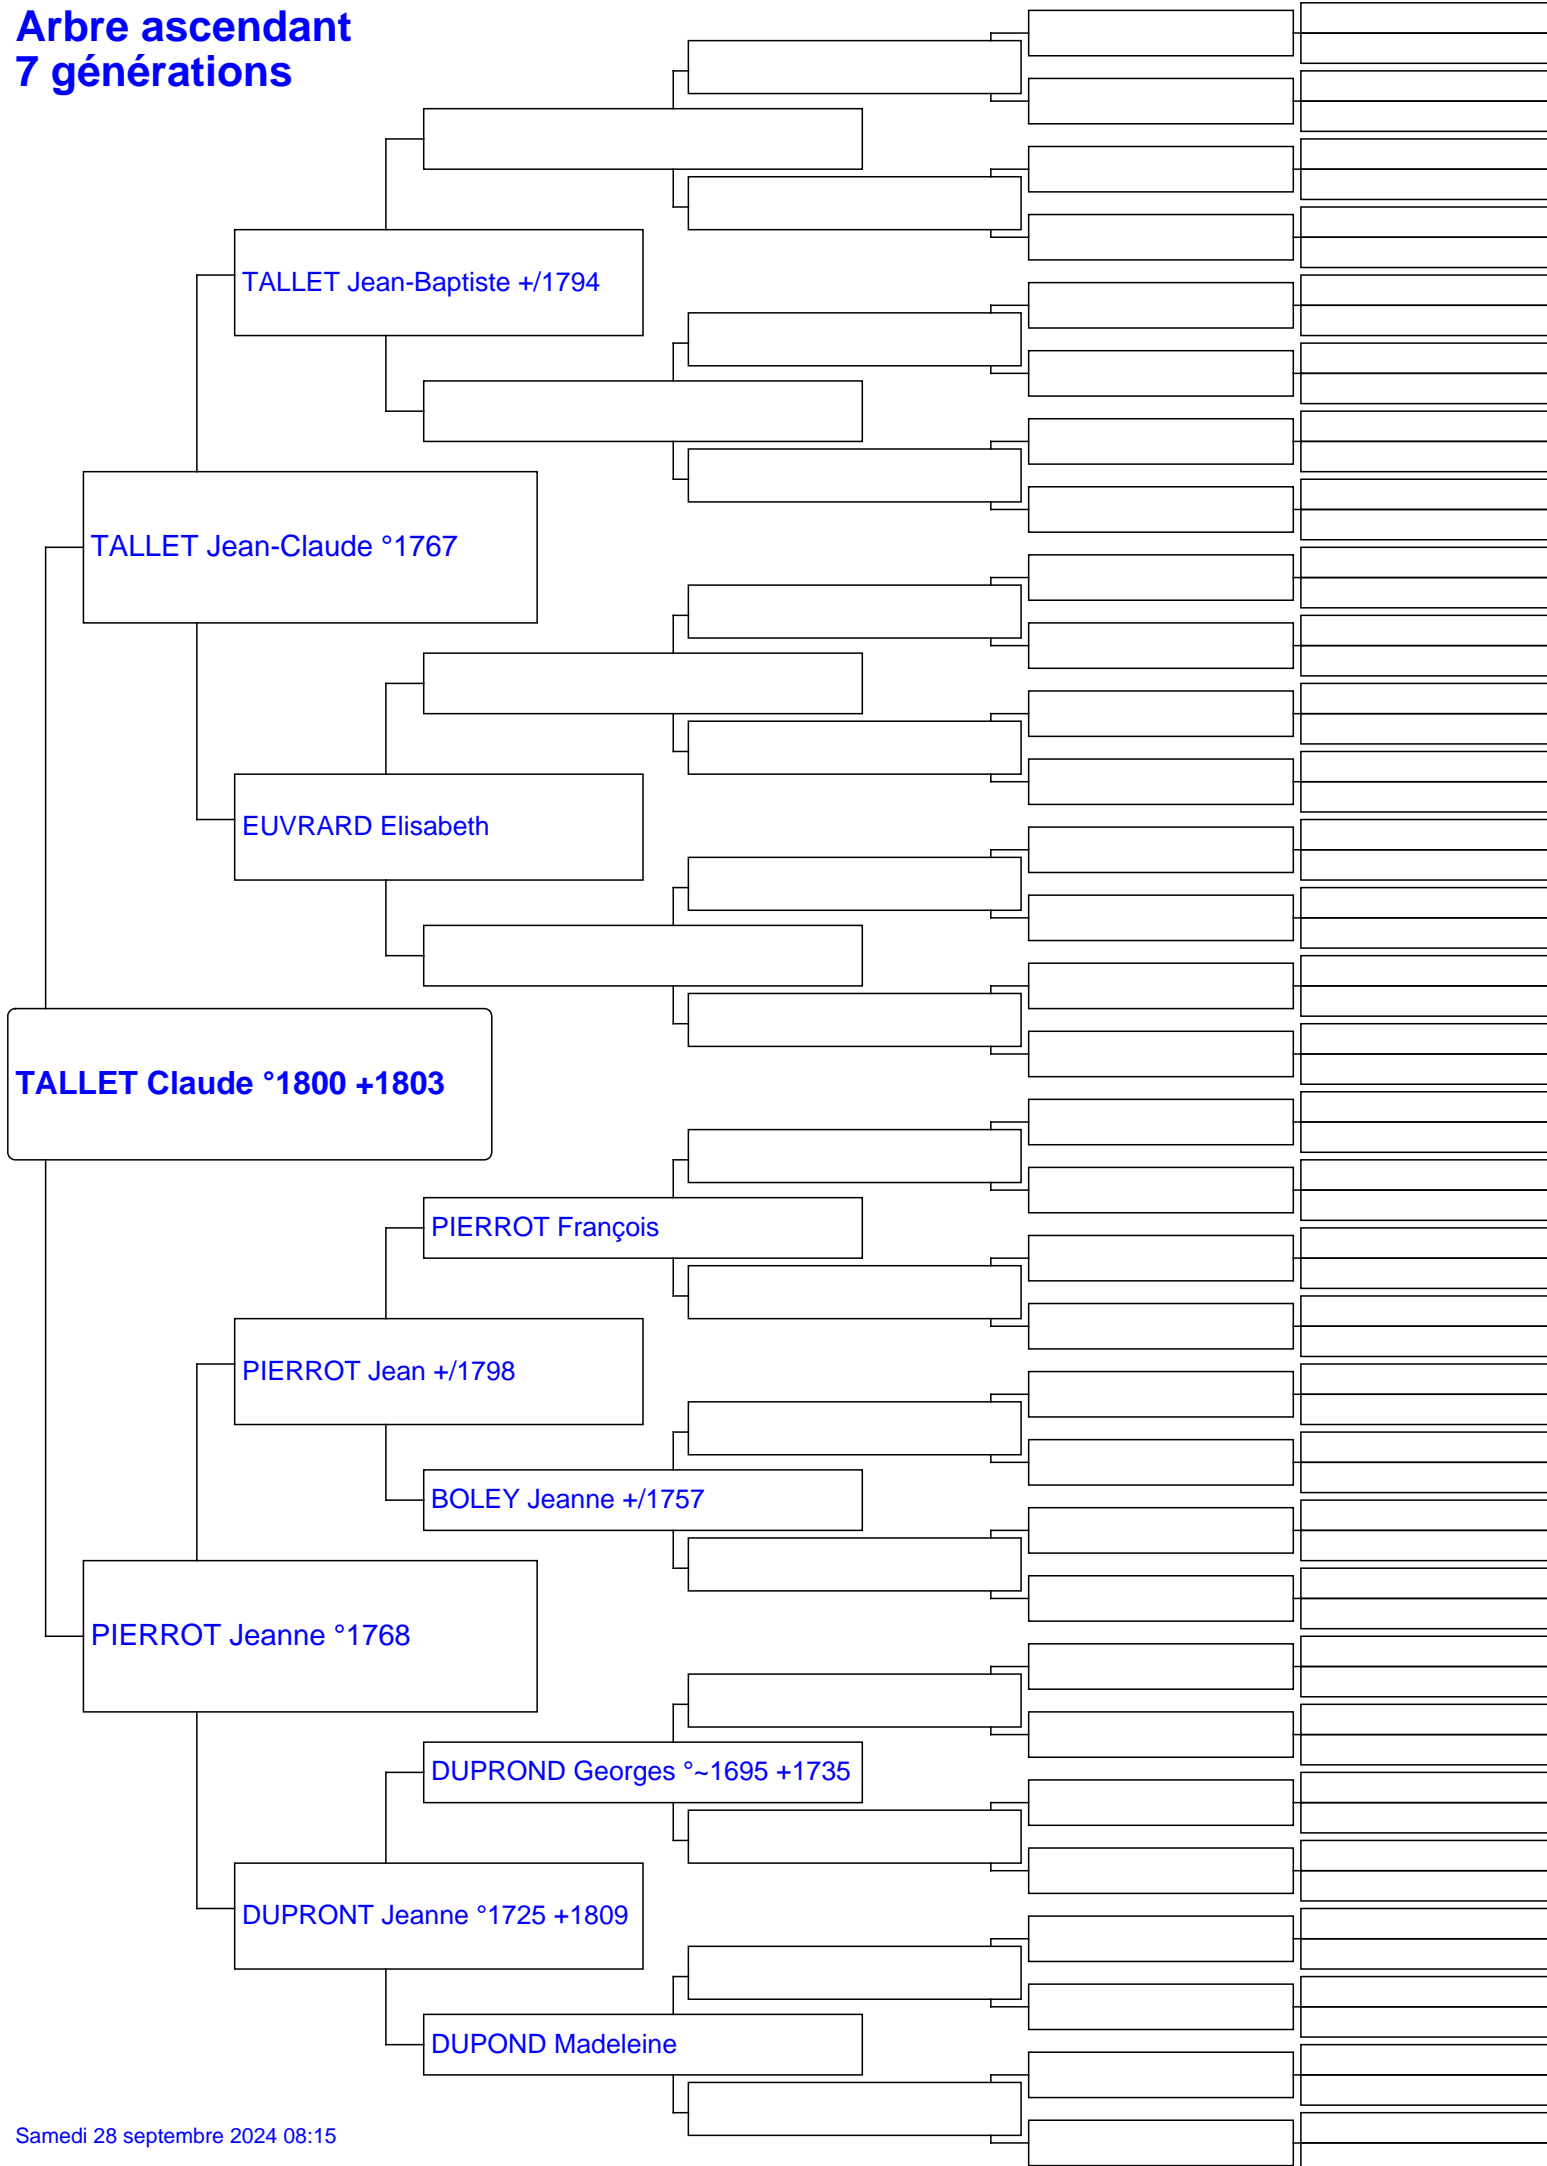 Arbre ascendant
7 générations
TALLET Jean-Baptiste +/1794
TALLET Jean-Claude °1767
EUVRARD Elisabeth
TALLET Claude °1800 +1803
PIERROT François
PIERROT Jean +/1798
BOLEY Jeanne +/1757
PIERROT Jeanne °1768
DUPROND Georges °~1695 +1735
DUPRONT Jeanne °1725 +1809
DUPOND Madeleine
Samedi 28 septembre 2024 08:15